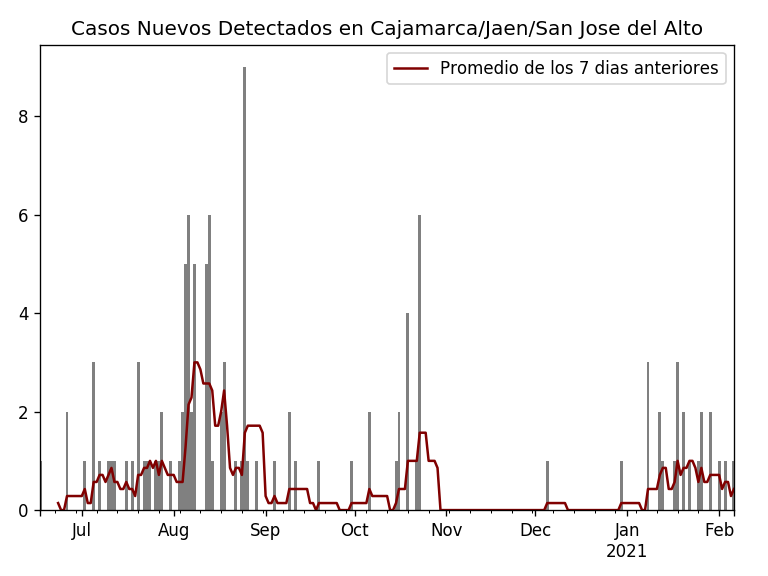 Casos Nuevos Detectados en Cajamarca/Jaen/San Jose del Alto
Promedio de los 7 dias anteriores
8
6
4
2
0
Jul Aug Sep Oct Nov Dec Jan Feb
2021